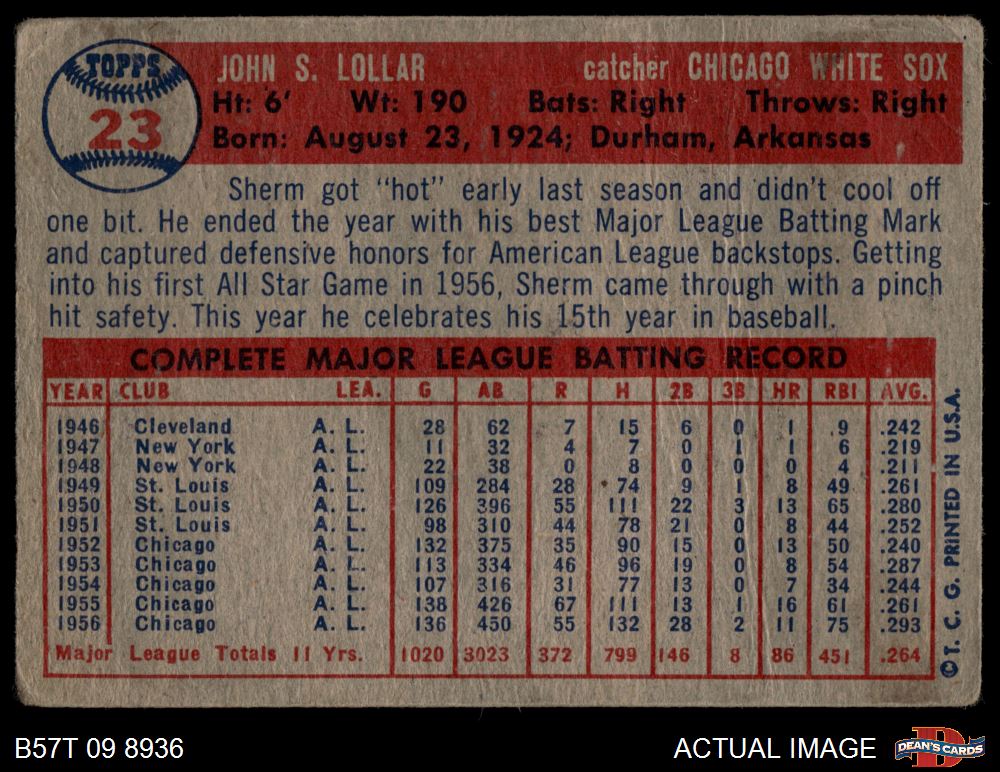 TOPPS
23
JOHN S. LOLLAR catcher CHICAGO WHITE SOX
Ht: 6' Wt: 190 Bats: Right Throws: Right
Born: August 23, 1924; Durham, Arkansas
Sherm got "hot" early last season and didn't cool off
one bit. He ended the year with his best Major League Batting Mark
and captured defensive honors for American League backstops. Getting
into his first All Star Game in 1956, Sherm came through with a pinch
hit safety. This year he celebrates his 15th year in baseball.
COMPLETE MAJOR LEAGUE BATTING RECORD
YEAR CLUB LEA. G AB R H 2B 3B HR RBI AVG.
1946 Cleveland A. L. 28 62 7 15 6 0 1 9 .242
1947 New York A. L. 11 32 4 7 0 1 1 6 .219
1948 New York A. L. 22 38 0 8 0 0 0 4 .211
1949 St. Louis A. L. 109 284 28 74 9 1 8 49 .261
1950 St. Louis A. L. 126 396 55 111 22 3 13 65 .280
1951 St. Louis A. L. 98 310 44 78 21 0 8 44 .252
1952 Chicago A. L. 132 375 35 90 15 0 13 50 .240
1953 Chicago A. L. 113 334 46 96 19 0 8 54 .287
1954 Chicago A. L. 107 316 31 77 13 0 7 34 .244
1955 Chicago A. L. 138 426 67 111 13 1 16 61 .261
1956 Chicago A. L. 136 450 55 132 28 2 11 75 .293
Major League Totals 11 Yrs. 1020 3023 372 799 146 8 86 451 .264
©T. C. G. PRINTED IN U.S.A.
B57T 09 8936 ACTUAL IMAGE DEAN'S CARDS